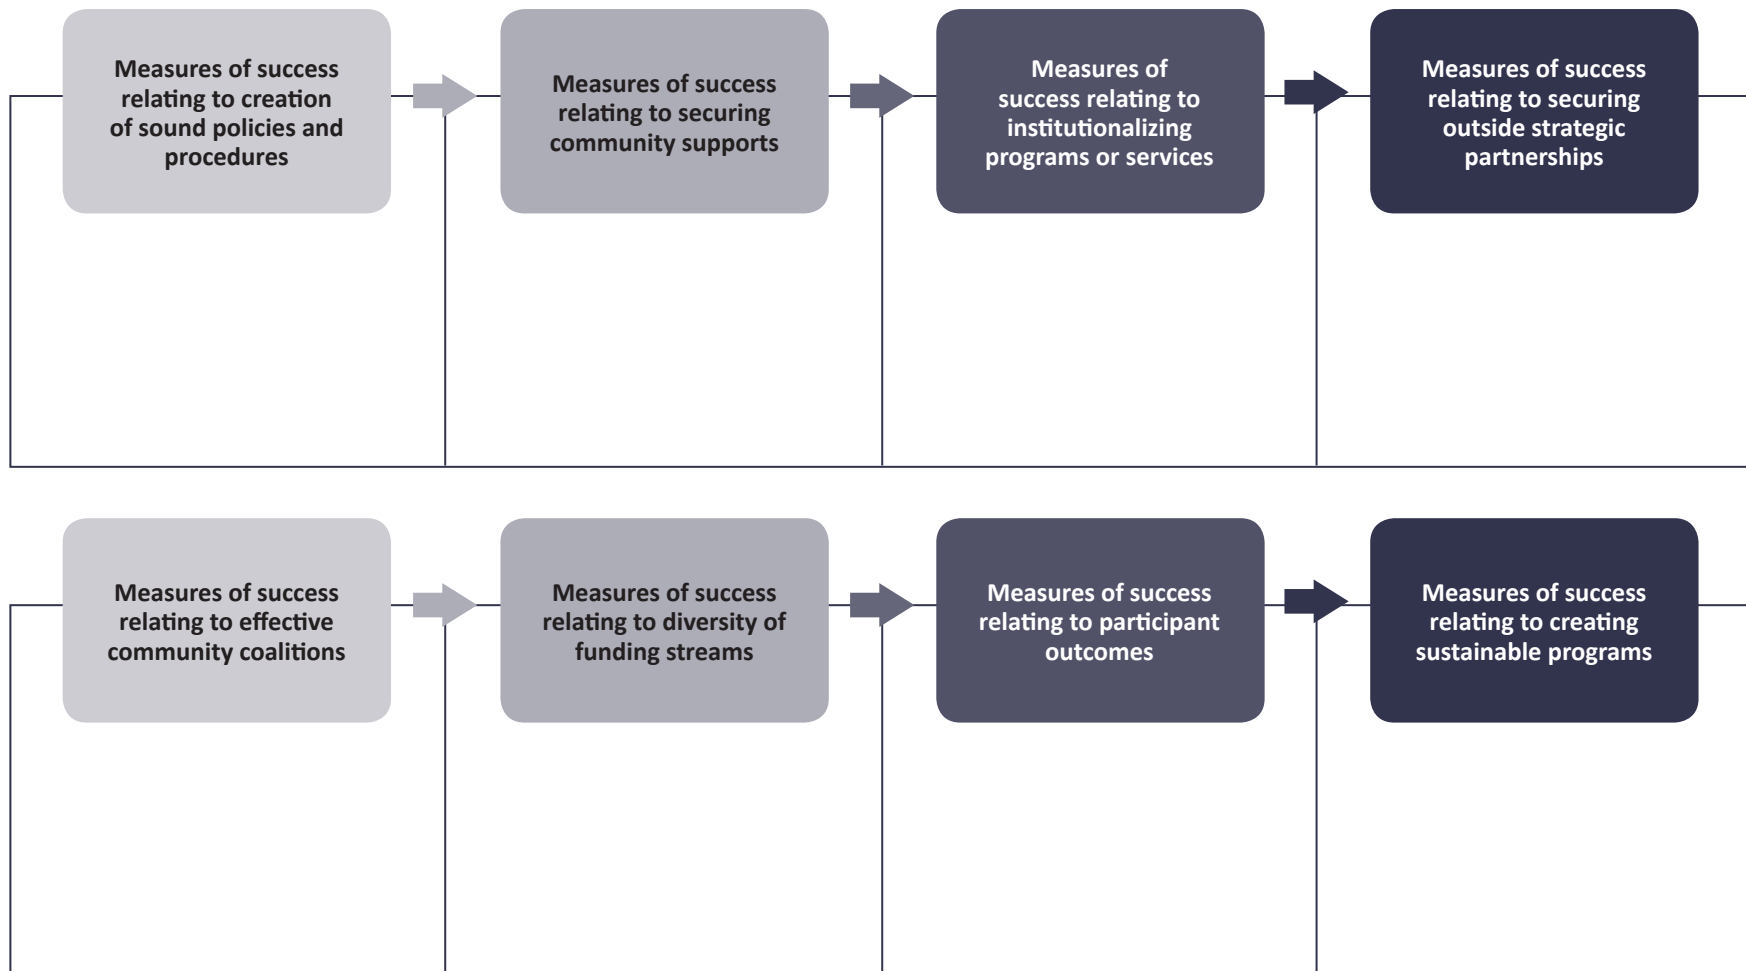 Measures of success
relating to creation
of sound policies and
procedures
Measures of success
relating to securing
community supports
Measures of
success relating to
institutionalizing
programs or services
Measures of success
relating to securing
outside strategic
partnerships
Measures of success
relating to effective
community coalitions
Measures of success
relating to diversity of
funding streams
Measures of success
relating to participant
outcomes
Measures of success
relating to creating
sustainable programs